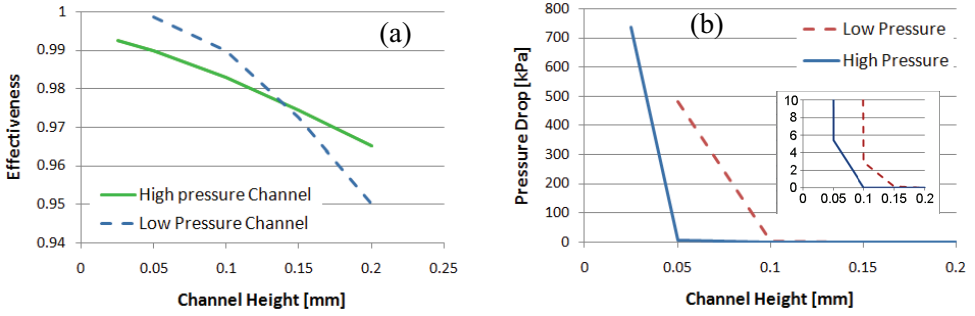 (a)
Effectiveness
1
0.99
0.98
0.97
0.96
0.95
0.94
High pressure Channel
Low Pressure Channel
0 0.05 0.1 0.15 0.2 0.25
Channel Height [mm]
(b)
Pressure Drop [kPa]
800
700
600
500
400
300
200
100
0
Low Pressure
High Pressure
10
8
6
4
2
0
0 0.05 0.1 0.15 0.2
0 0.05 0.1 0.15 0.2
Channel Height [mm]